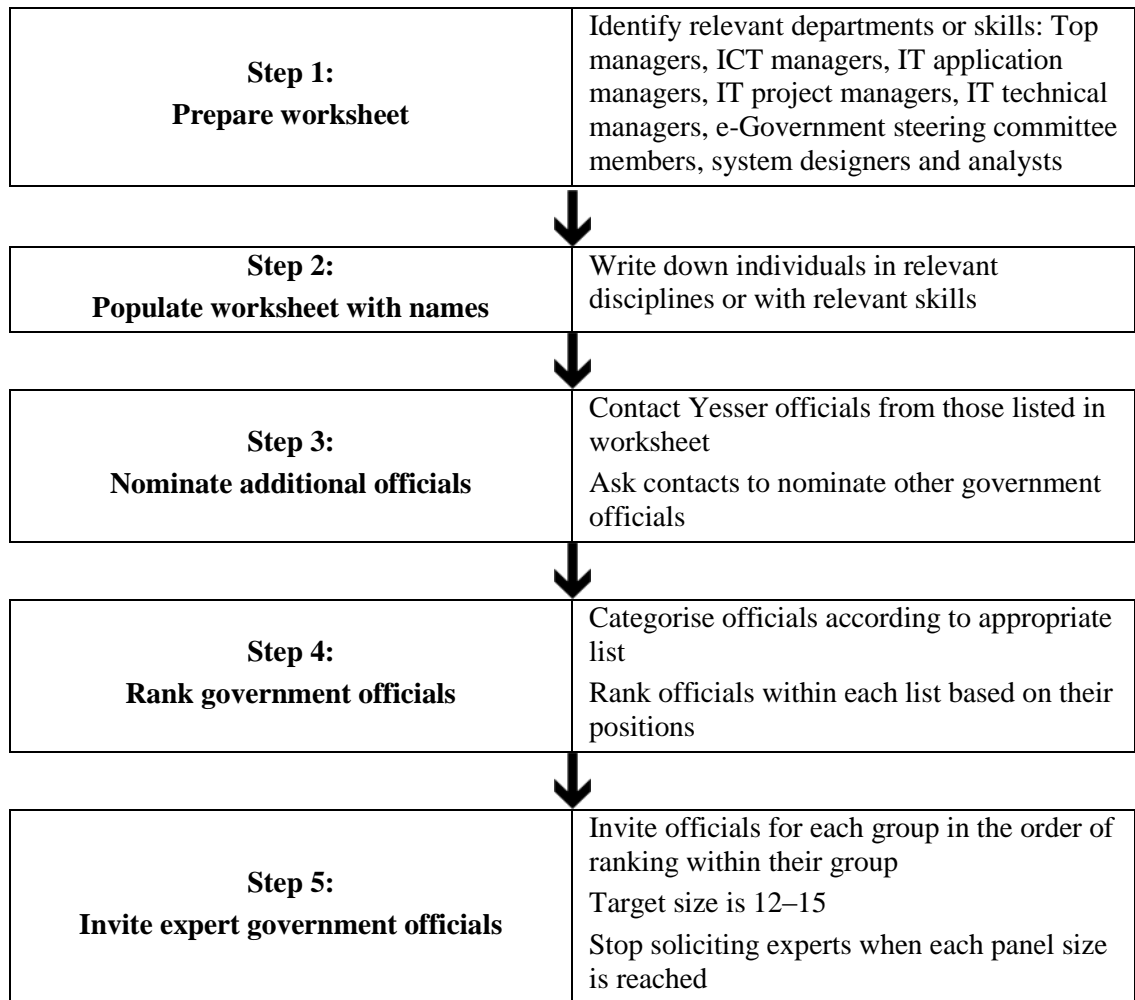 Step 1:
Prepare worksheet
Identify relevant departments or skills: Top
managers, ICT managers, IT application
managers, IT project managers, IT technical
managers, e-Government steering committee
members, system designers and analysts
Step 2:
Populate worksheet with names
Write down individuals in relevant
disciplines or with relevant skills
Step 3:
Nominate additional officials
Contact Yesser officials from those listed in
worksheet
Ask contacts to nominate other government
officials
Step 4:
Rank government officials
Categorise officials according to appropriate
list
Rank officials within each list based on their
positions
Step 5:
Invite expert government officials
Invite officials for each group in the order of
ranking within their group
Target size is 12–15
Stop soliciting experts when each panel size
is reached